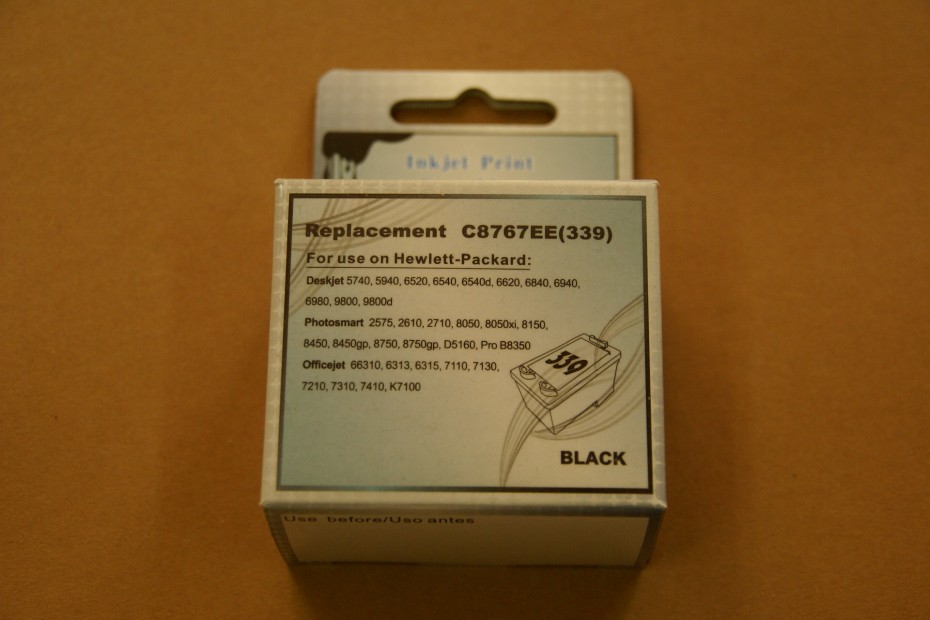 Inkjet Print
Replacement C8767EE(339)
For use on Hewlett-Packard:
Deskjet 5740, 5940, 6520, 6540, 6540d, 6620, 6840, 6940,
6980, 9800, 9800d
Photosmart 2575, 2610, 2710, 8050, 8050xi, 8150,
8450, 8450gp, 8750, 8750gp, D5160, Pro B8350
Officejet 66310, 6313, 6315, 7110, 7130,
7210, 7310, 7410, K7100
339
BLACK
Use before/Uso antes